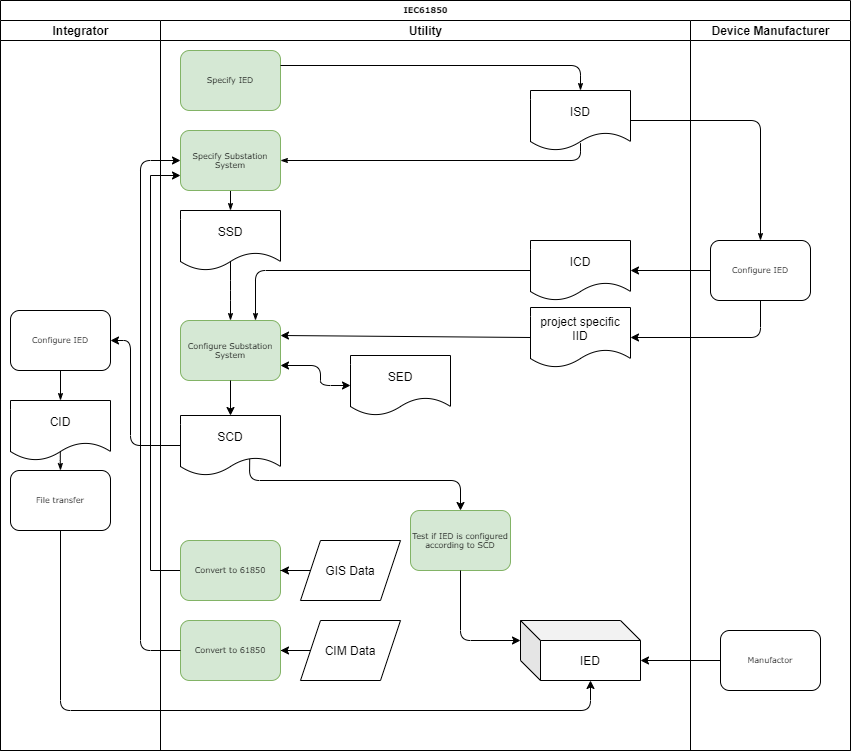 IEC61850
Integrator
Utility
Device Manufacturer
Specify IED
ISD
Specify Substation
System
SSD
ICD
Configure IED
project specific
IID
Configure IED
Configure Substation
System
SED
CID
SCD
File transfer
Test if IED is configured
according to SCD
Convert to 61850
GIS Data
Convert to 61850
CIM Data
IED
Manufactor